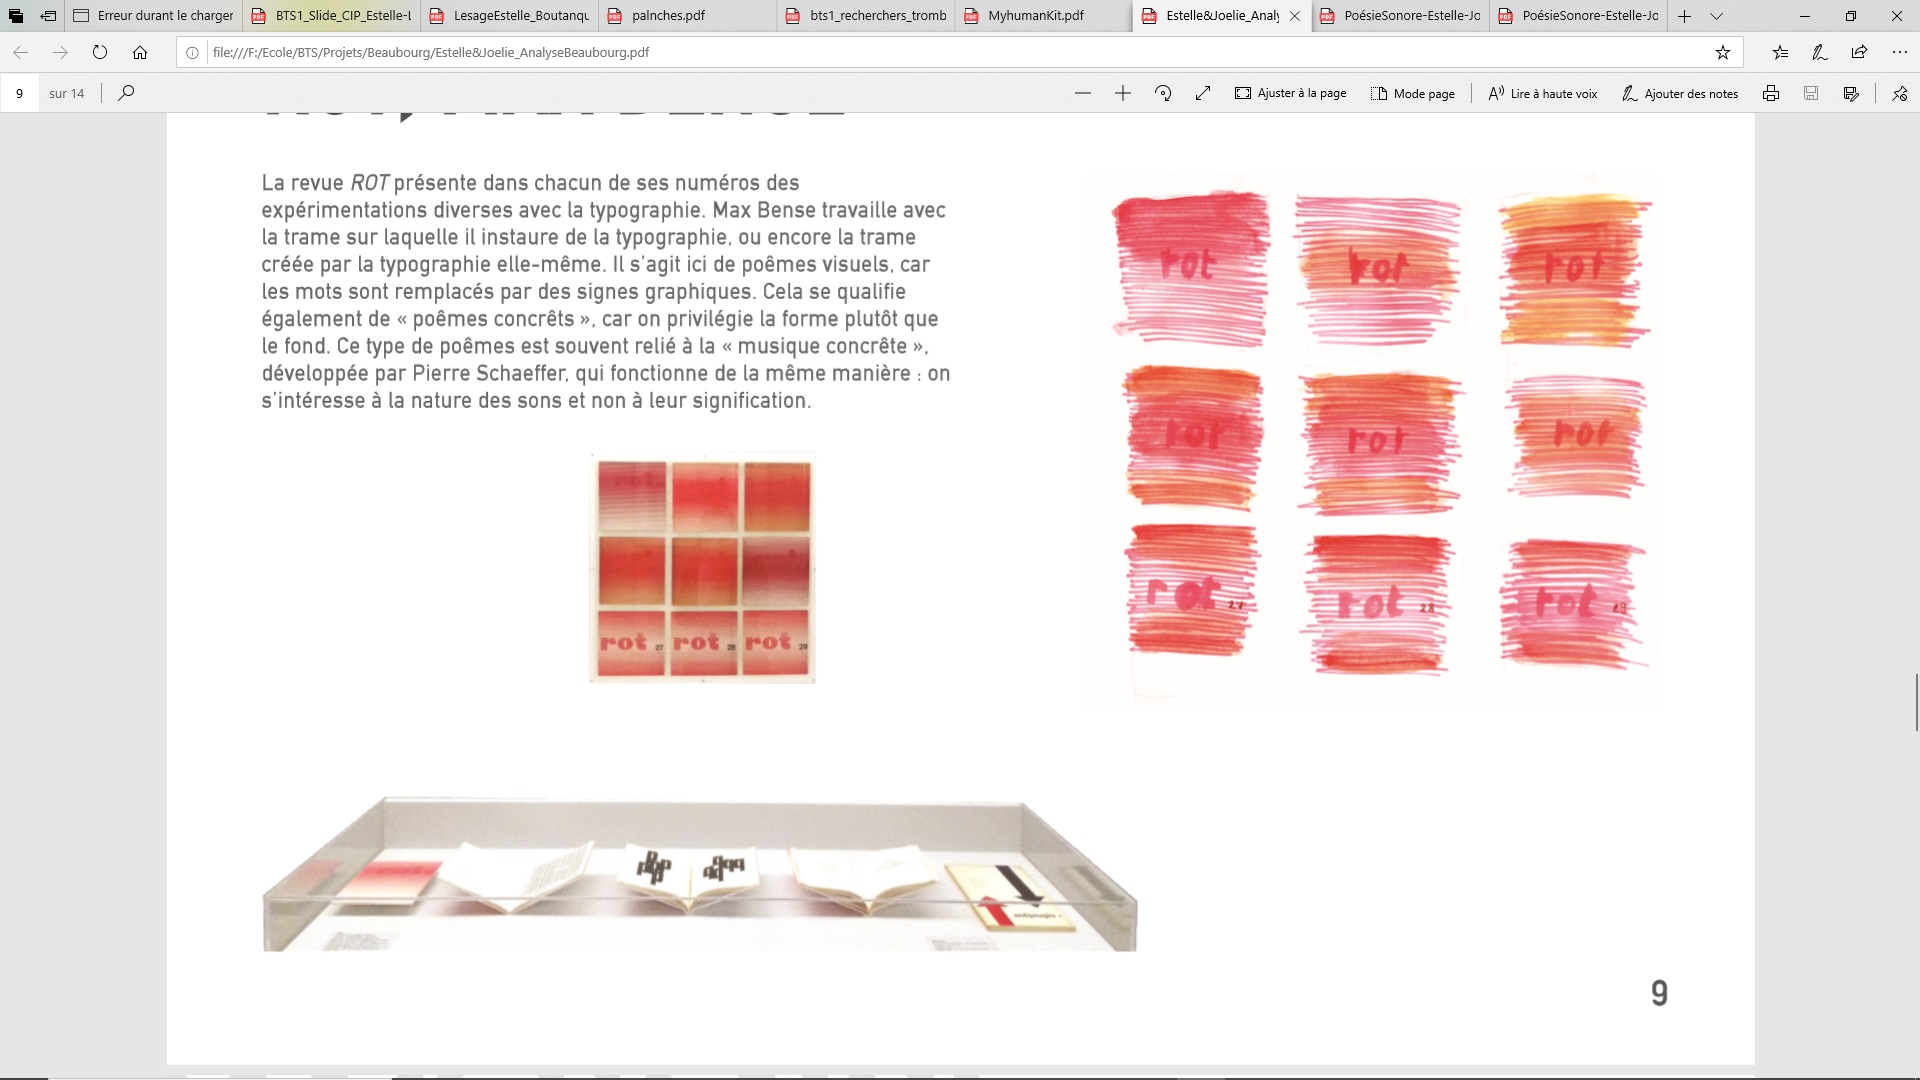 Erreur durant le charger
BTS1_Slide_CIP_Estelle-L
LesageEstelle_Boutanqu
palnches.pdf
bts1_recherchers_tromb
MyhumanKit.pdf
Estelle&Joelie_Analy
PoésieSonore-Estelle-Jo
PoésieSonore-Estelle-Jo
file:///F:/Ecole/BTS/Projets/Beaubourg/Estelle&Joelie_AnalyseBeaubourg.pdf
9 sur 14
Ajuster à la page
Mode page
Lire à haute voix
Ajouter des notes
La revue ROT présente dans chacun de ses numéros des
expérimentations diverses avec la typographie. Max Bense travaille avec
la trame sur laquelle il instaure de la typographie, ou encore la trame
créée par la typographie elle-même. Il s'agit ici de poêmes visuels, car
les mots sont remplacés par des signes graphiques. Cela se qualifie
également de « poêmes concrêts », car on privilégie la forme plutôt que
le fond. Ce type de poêmes est souvent relié à la « musique concrête »,
développée par Pierre Schaeffer, qui fonctionne de la même manière : on
s'intéresse à la nature des sons et non à leur signification.
rot
rot 27 rot 28 rot 29
rot rot rot
rot rot rot
rot 27 rot 28 rot 29
9